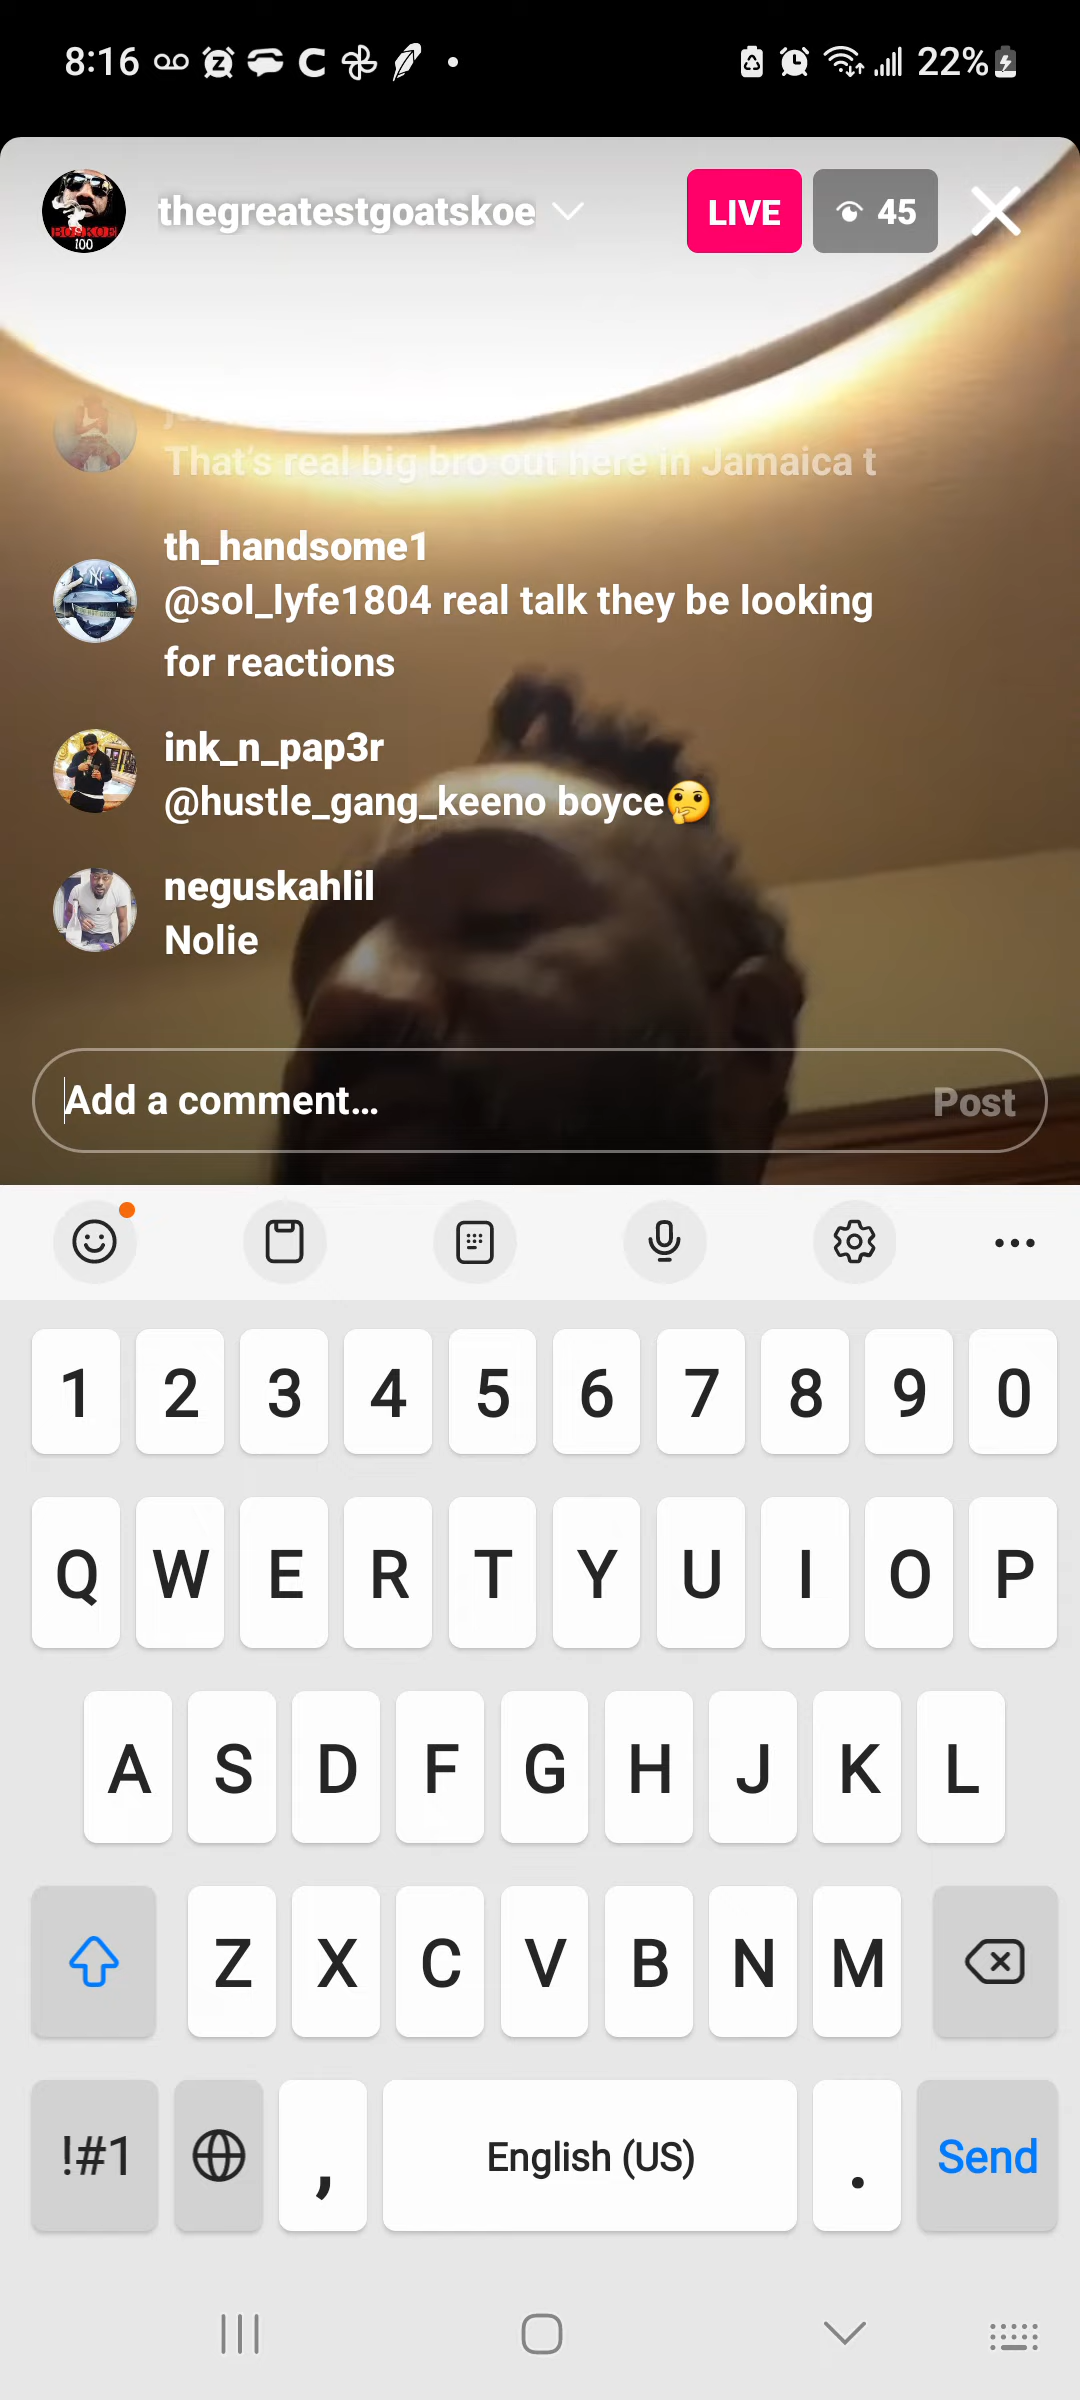 8:16
22%
BOSKOE
100
thegreatestgoatskoe
LIVE
45
That's real big bro out here in Jamaica t
th_handsome1
@sol_lyfe1804 real talk they be looking
for reactions
ink_n_pap3r
@hustle_gang_keeno boyce🤔
neguskahlil
Nolie
Add a comment...
Post
1 2 3 4 5 6 7 8 9 0
Q W E R T Y U I O P
A S D F G H J K L
Z X C V B N M
!#1 , English (US) . Send